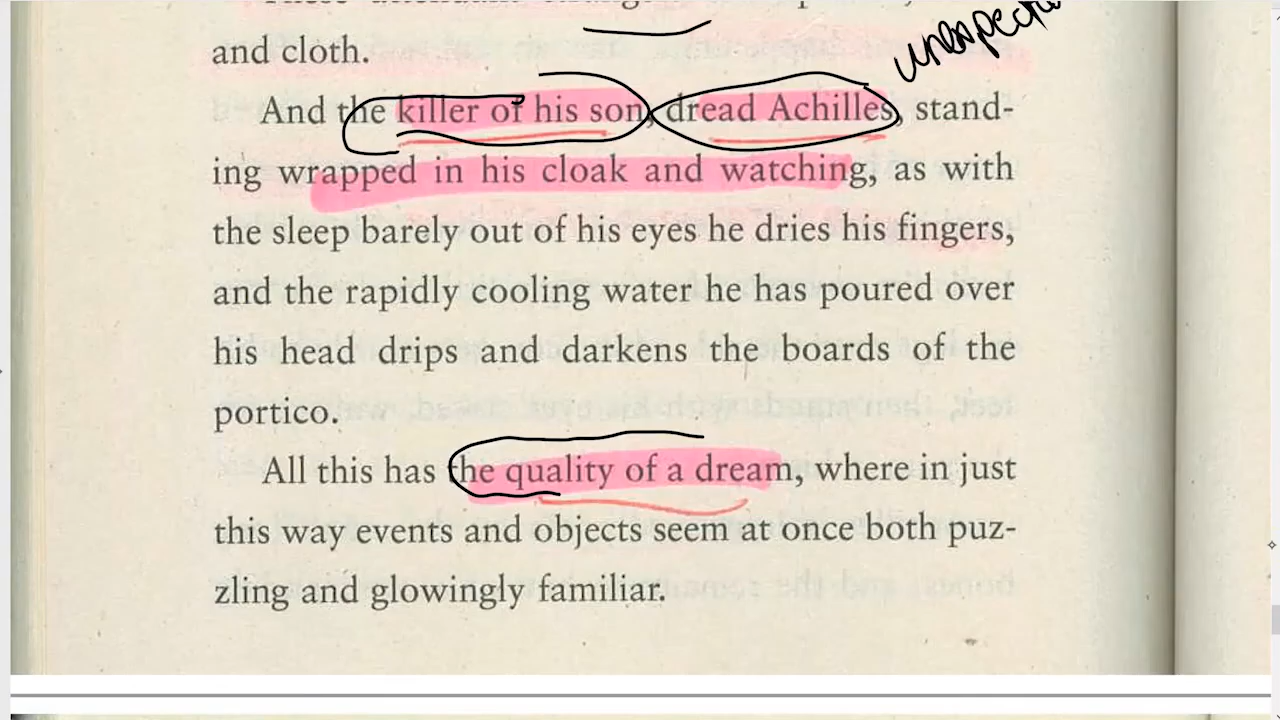 and cloth.
unexpecte
And the killer of his son, dread Achilles, stand-
ing wrapped in his cloak and watching, as with
the sleep barely out of his eyes he dries his fingers,
and the rapidly cooling water he has poured over
his head drips and darkens the boards of the
portico.
All this has the quality of a dream, where in just
this way events and objects seem at once both puz-
zling and glowingly familiar.